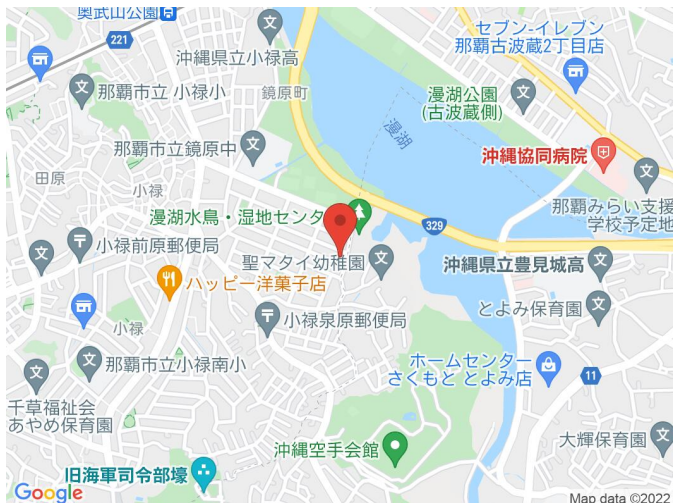 奥武山公園
221
沖縄県立小禄高
セブン-イレブン
那覇古波蔵2丁目店
那覇市立 小禄小
鏡原町
漫湖公園
(古波蔵側)
漫湖
那覇市立鏡原中
沖縄協同病院
田原
小禄
那覇みらい支援
学校予定地
漫湖水鳥・湿地センタ
329
小禄前原郵便局
聖マタイ幼稚園
沖縄県立豊見城高
ハッピー洋菓子店
とよみ保育園
小禄泉原郵便局
小禄
那覇市立小禄南小
ホームセンター
さくもと とよみ店
11
千草福祉会
あやめ保育園
沖縄空手会館
大輝保育園
旧海軍司令部壕
Google
Map data ©2022